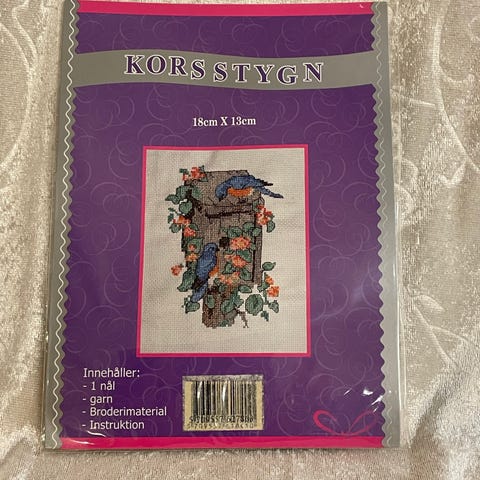 KORS STYGN
18cm X 13cm
Innehåller:
- 1 nål
- garn
- Broderimaterial
- Instruktion